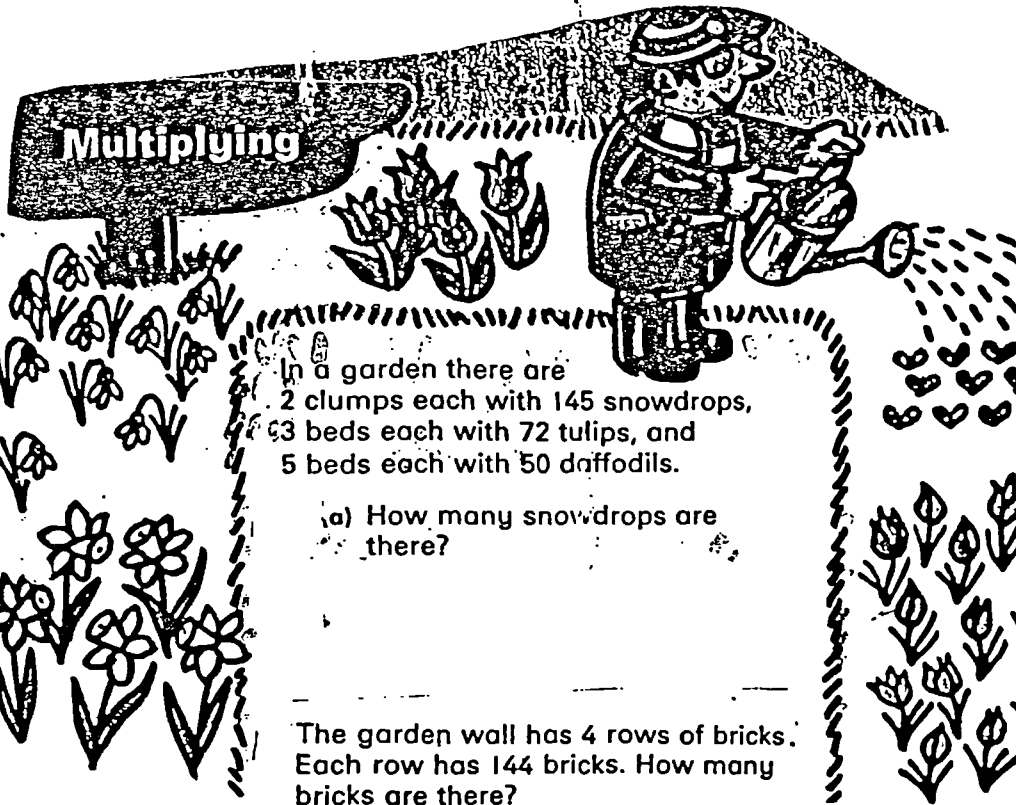 Multiplying
In a garden there are
2 clumps each with 145 snowdrops,
3 beds each with 72 tulips, and
5 beds each with 50 daffodils.
a) How many snowdrops are
there?
The garden wall has 4 rows of bricks.
Each row has 144 bricks. How many
bricks are there?